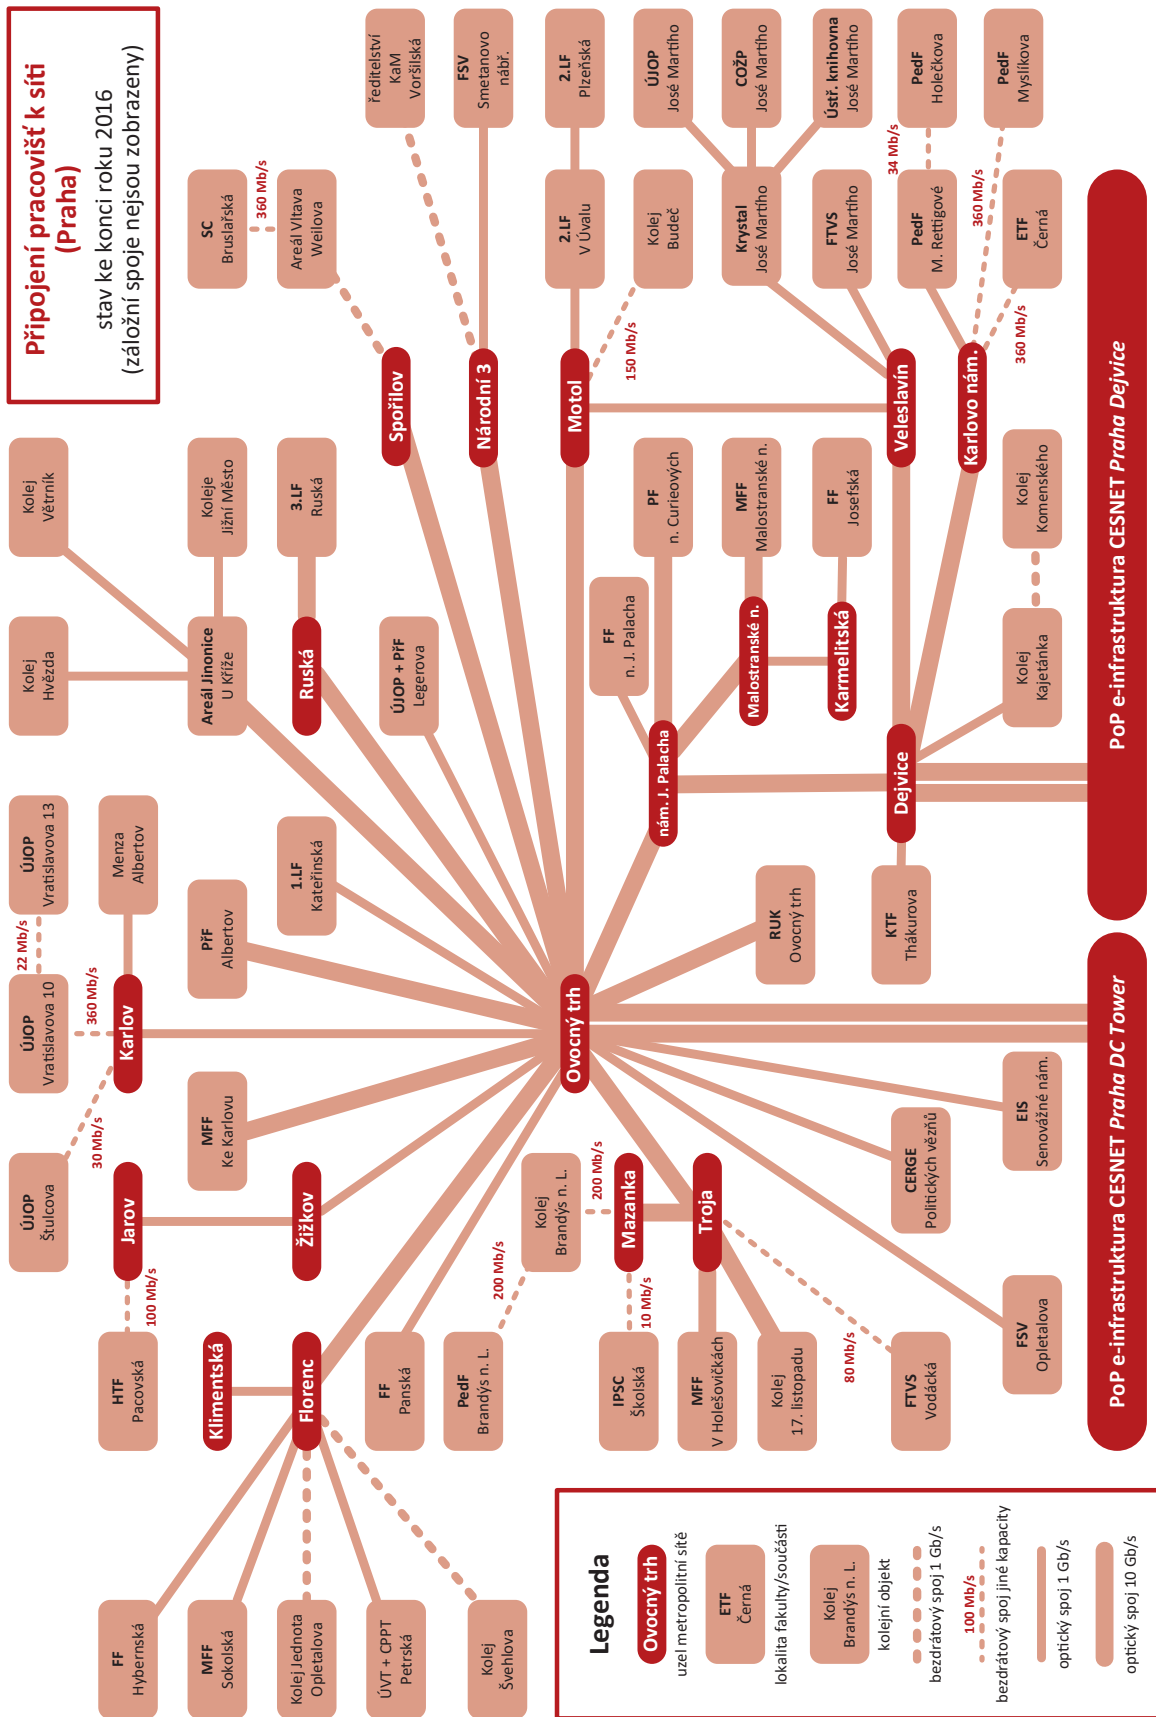 Připojení pracovišť k síti
(Praha)
stav ke konci roku 2016
(záložní spoje nejsou zobrazeny)
FF
Hybernská
MFF
Sokolská
Kolej Jednota
Opletalova
ÚVT + CPPT
Petrská
Kolej
Švehlova
HTF
Pacovská
100 Mb/s
Klimentská
Florenc
FF
Panská
PedF
Brandýs n. L.
200 Mb/s
IPSC
Školská
10 Mb/s
MFF
V Holešovičkách
Kolej
17. listopadu
80 Mb/s
FTVS
Vodácká
FSV
Opletalova
ÚJOP
Štulcova
30 Mb/s
Jarov
Žižkov
MFF
Ke Karlovu
Kolej
Brandýs n. L.
200 Mb/s
Mazanka
Troja
CERGE
Politických vězňů
EIS
Senovážné nám.
ÚJOP
Vratislavova 10
22 Mb/s
ÚJOP
Vratislavova 13
360 Mb/s
Karlov
Menza
Albertov
PřF
Albertov
1.LF
Kateřinská
Ovocný trh
RUK
Ovocný trh
KTF
Thákurova
Kolej
Hvězda
Kolej
Větrník
Areál Jinonice
U Kříže
Koleje
Jižní Město
Ruská
3.LF
Ruská
ÚJOP + PřF
Legerova
FF
n. J. Palacha
nám. J. Palacha
PF
n. Curieových
Malostranské n.
MFF
Malostranské n.
Karmelitská
FF
Josefská
Dejvice
Kolej
Kajetánka
Kolej
Komenského
SC
Bruslařská
360 Mb/s
Areál Vltava
Weilova
Spořilov
ředitelství
KaM
Voršilská
Národní 3
FSV
Smetanovo
nábř.
Motol
2.LF
V Úvalu
2.LF
Plzeňská
150 Mb/s
Kolej
Budeč
ÚJOP
José Martího
Krystal
José Martího
COŽP
José Martího
Ústř. knihovna
José Martího
Veleslavín
FTVS
José Martího
Karlovo nám.
PedF
M. Rettigové
34 Mb/s
PedF
Holečkova
360 Mb/s
PedF
Myslíkova
360 Mb/s
ETF
Černá
PoP e-infrastruktura CESNET Praha DC Tower
PoP e-infrastruktura CESNET Praha Dejvice
Legenda
Ovocný trh
uzel metropolitní sítě
ETF
Černá
lokalita fakulty/součásti
Kolej
Brandýs n. L.
kolejní objekt
bezdrátový spoj 1 Gb/s
100 Mb/s
bezdrátový spoj jiné kapacity
optický spoj 1 Gb/s
optický spoj 10 Gb/s